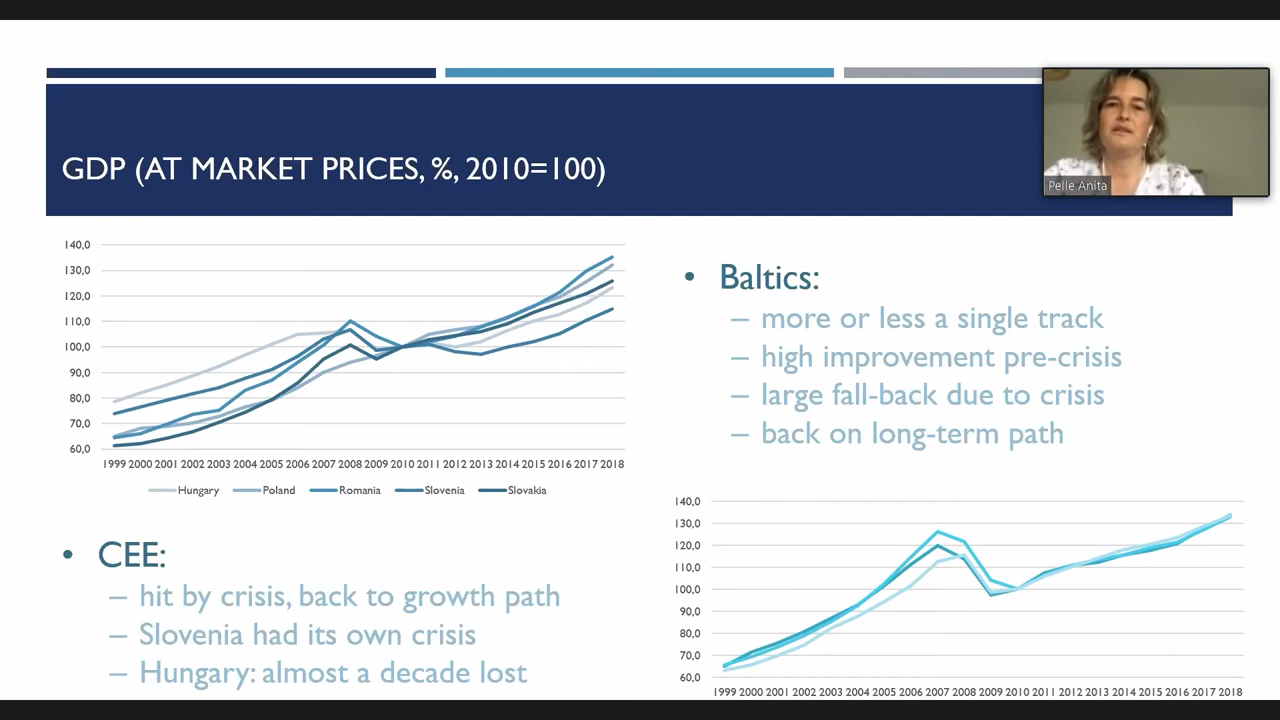 GDP (AT MARKET PRICES, %, 2010=100)
Pelle Anita
140,0
130,0
120,0
110,0
100,0
90,0
80,0
70,0
60,0
1999 2000 2001 2002 2003 2004 2005 2006 2007 2008 2009 2010 2011 2012 2013 2014 2015 2016 2017 2018
Hungary Poland Romania Slovenia Slovakia
• CEE:
– hit by crisis, back to growth path
– Slovenia had its own crisis
– Hungary: almost a decade lost
• Baltics:
– more or less a single track
– high improvement pre-crisis
– large fall-back due to crisis
– back on long-term path
140,0
130,0
120,0
110,0
100,0
90,0
80,0
70,0
60,0
1999 2000 2001 2002 2003 2004 2005 2006 2007 2008 2009 2010 2011 2012 2013 2014 2015 2016 2017 2018